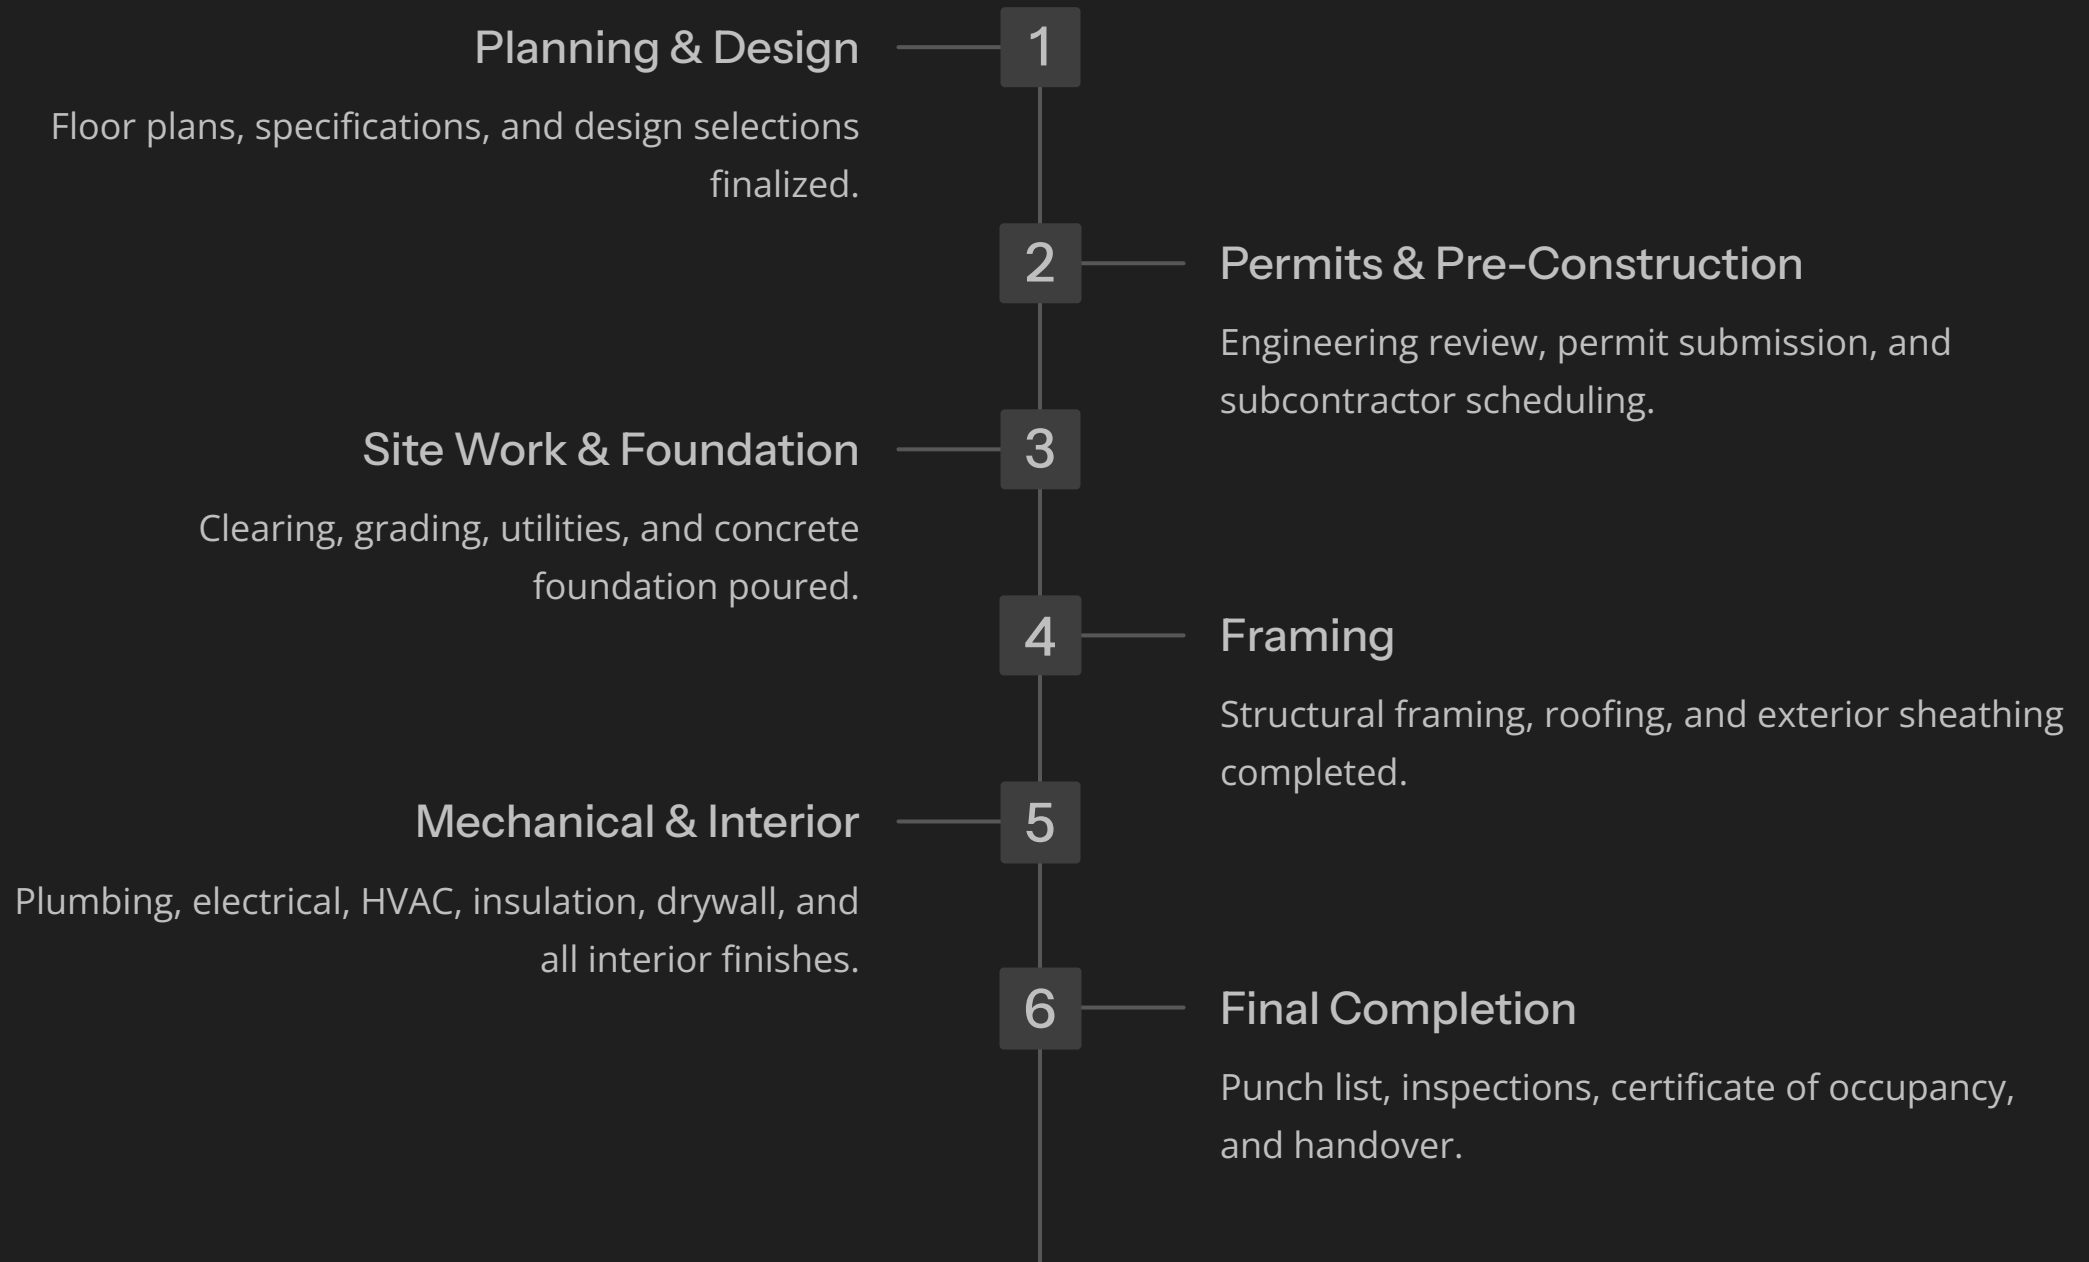 1
Planning & Design
Floor plans, specifications, and design selections
finalized.
2
Permits & Pre-Construction
Engineering review, permit submission, and
subcontractor scheduling.
3
Site Work & Foundation
Clearing, grading, utilities, and concrete
foundation poured.
4
Framing
Structural framing, roofing, and exterior sheathing
completed.
5
Mechanical & Interior
Plumbing, electrical, HVAC, insulation, drywall, and
all interior finishes.
6
Final Completion
Punch list, inspections, certificate of occupancy,
and handover.